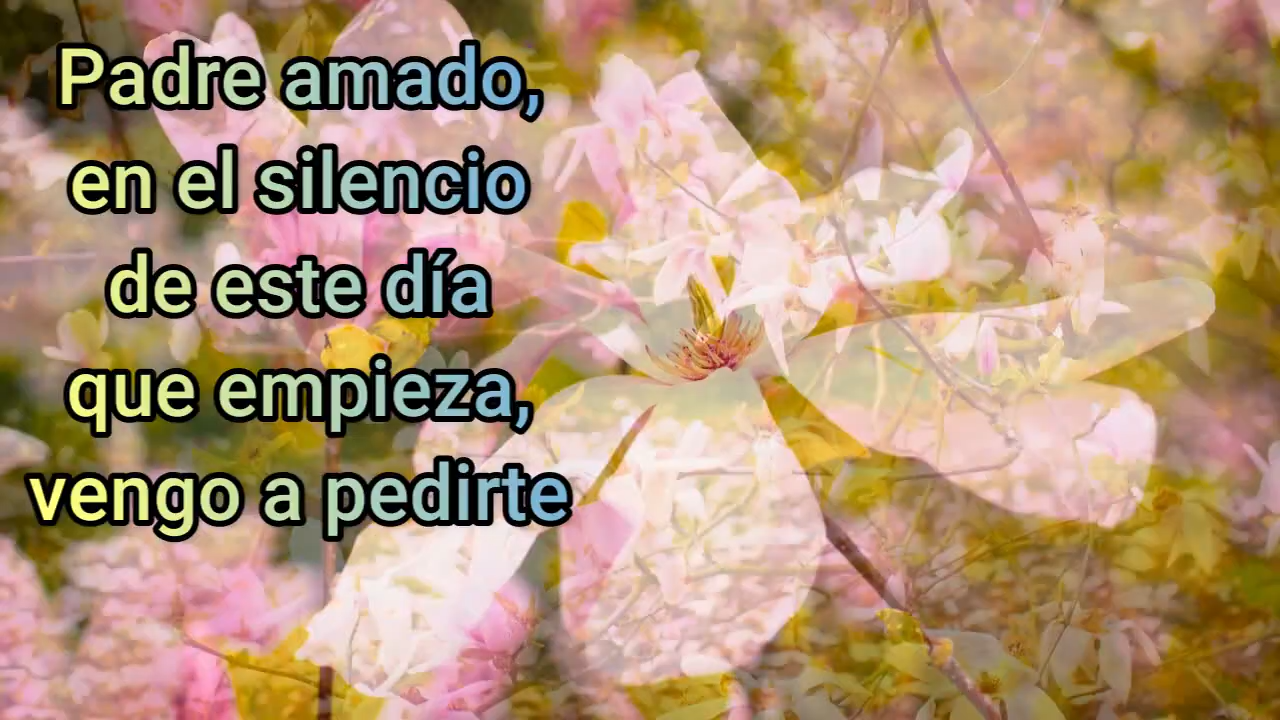 Padre amado,
en el silencio
de este día
que empieza,
vengo a pedirte